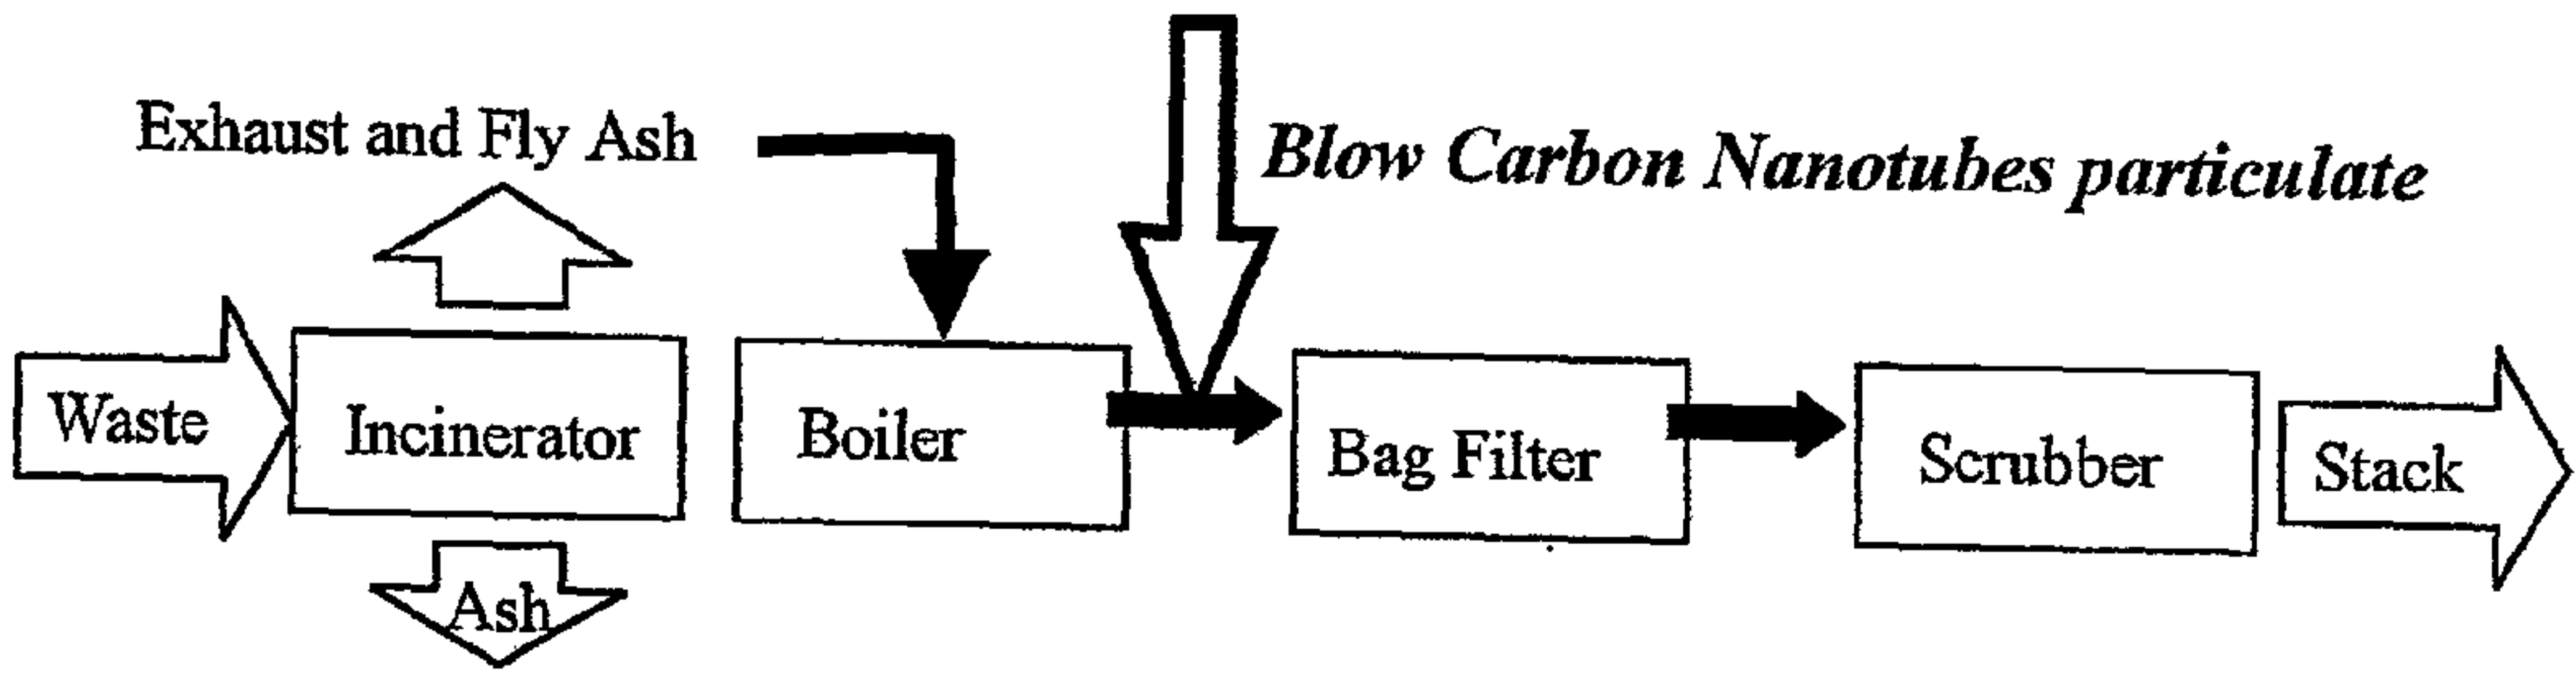 Exhaust and Fly Ash
Blow Carbon Nanotubes particulate
Waste
Incinerator
Boiler
Bag Filter
Scrubber
Stack
Ash